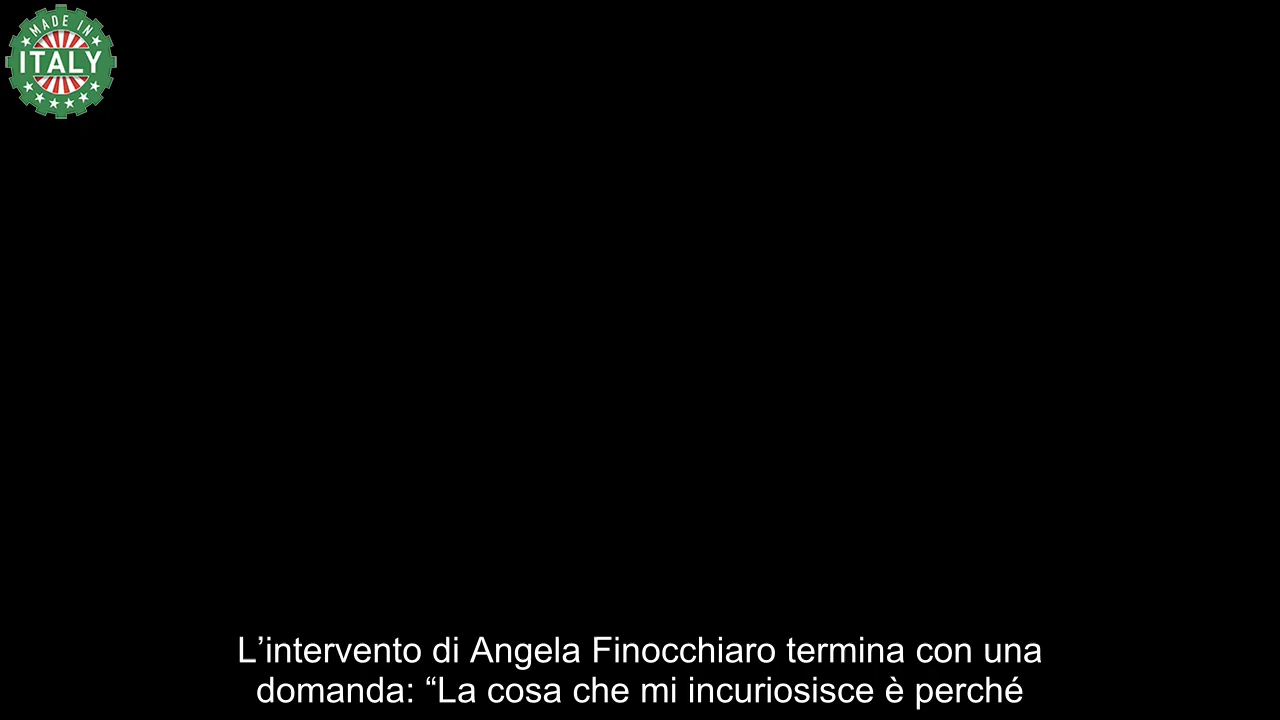 MADE IN
ITALY
L’intervento di Angela Finocchiaro termina con una
domanda: “La cosa che mi incuriosisce è perché